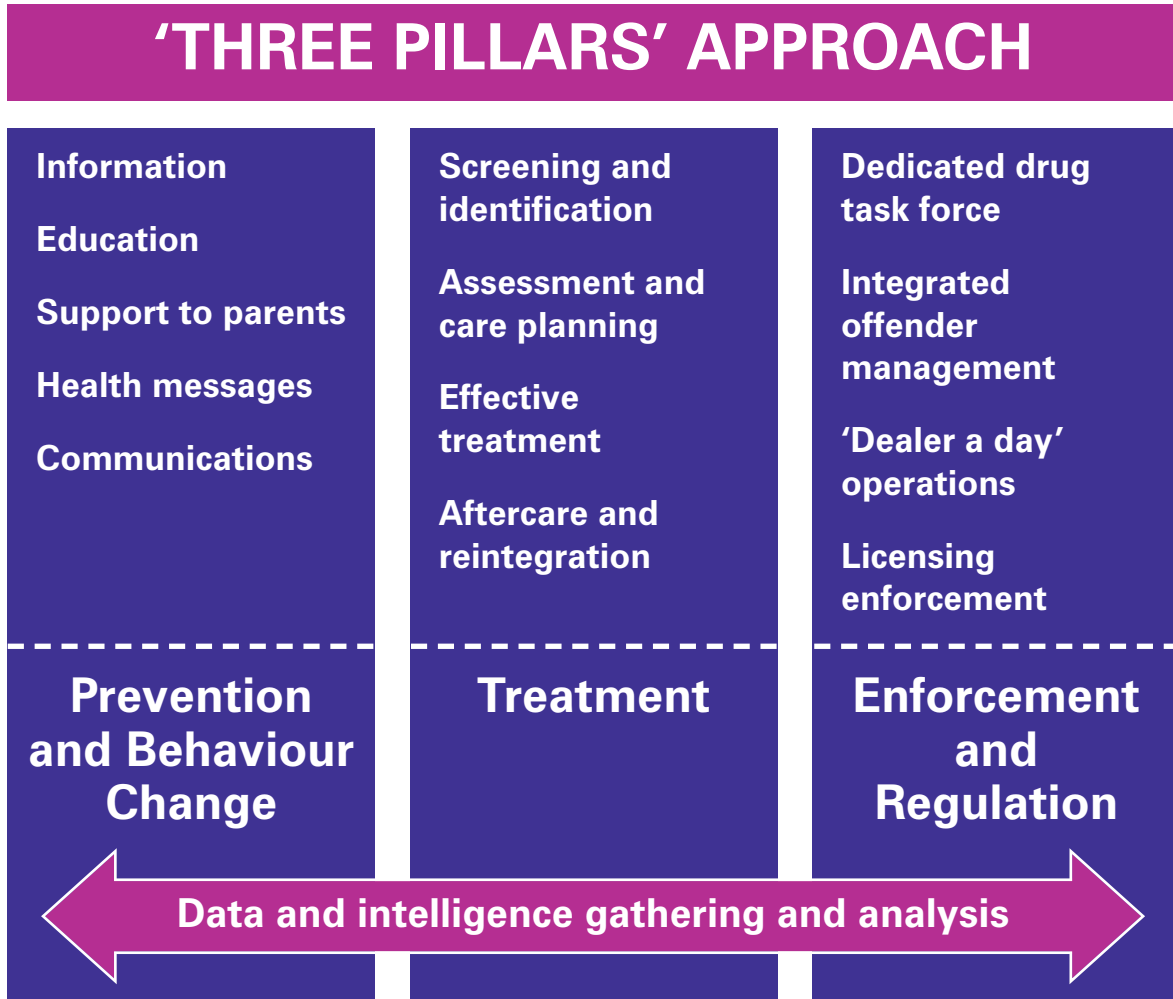 ‘THREE PILLARS’ APPROACH
Information
Education
Support to parents
Health messages
Communications
Prevention
and Behaviour
Change
Screening and
identification
Assessment and
care planning
Effective
treatment
Aftercare and
reintegration
Treatment
Dedicated drug
task force
Integrated
offender
management
‘Dealer a day’
operations
Licensing
enforcement
Enforcement
and
Regulation
Data and intelligence gathering and analysis